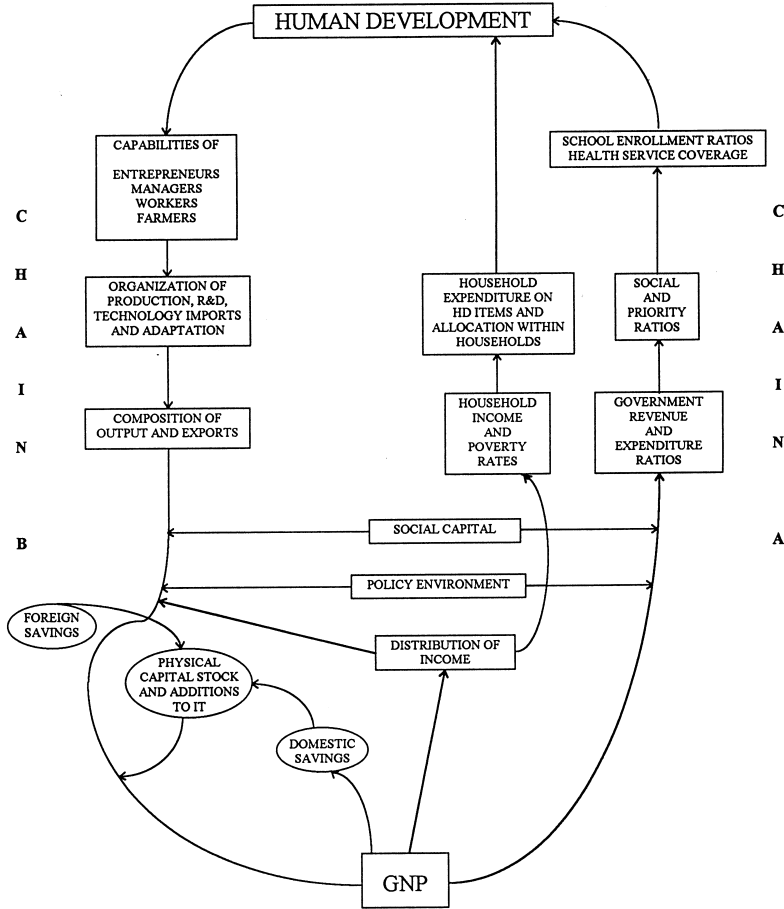 HUMAN DEVELOPMENT
CAPABILITIES OF
ENTREPRENEURS
MANAGERS
WORKERS
FARMERS
SCHOOL ENROLLMENT RATIOS
HEALTH SERVICE COVERAGE
C
H
A
I
N
B
C
H
A
I
N
A
ORGANIZATION OF
PRODUCTION, R&D,
TECHNOLOGY IMPORTS
AND ADAPTATION
HOUSEHOLD
EXPENDITURE ON
HD ITEMS AND
ALLOCATION WITHIN
HOUSEHOLDS
SOCIAL
AND
PRIORITY
RATIOS
COMPOSITION OF
OUTPUT AND EXPORTS
HOUSEHOLD
INCOME
AND
POVERTY
RATES
GOVERNMENT
REVENUE
AND
EXPENDITURE
RATIOS
SOCIAL CAPITAL
POLICY ENVIRONMENT
FOREIGN
SAVINGS
DISTRIBUTION OF
INCOME
PHYSICAL
CAPITAL STOCK
AND ADDITIONS
TO IT
DOMESTIC
SAVINGS
GNP